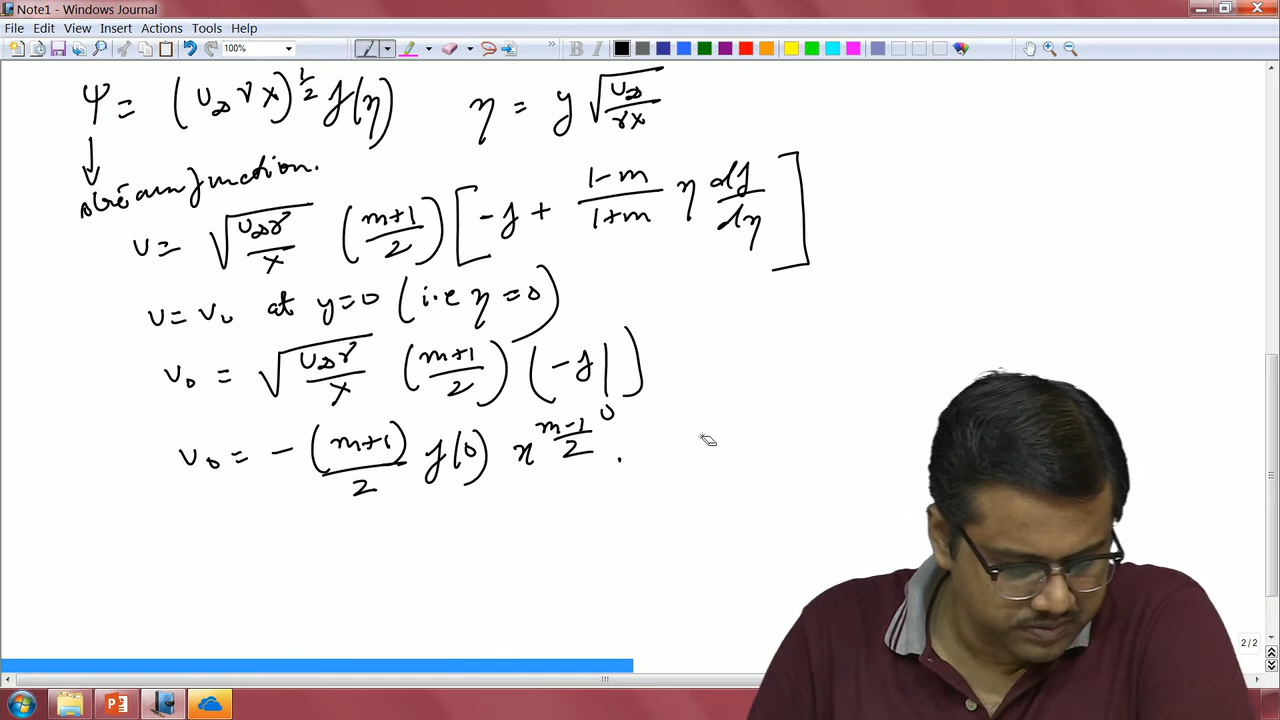 Note1 - Windows Journal
File Edit View Insert Actions Tools Help
100%
B I
Ψ = (U∞ ν x)^½ f(η)   η = y √(U∞/νx)
↓
streamfunction.
v = √(U∞ν/x) ((m+1)/2) [-f + (1-m)/(1+m) η df/dη]
v = v₀ at y=0 (i.e η=0)
v₀ = √(U∞ν/x) ((m+1)/2) (-f|₀)
v₀ = - (m+1)/2 f(0) x^((m-1)/2) .
2/2